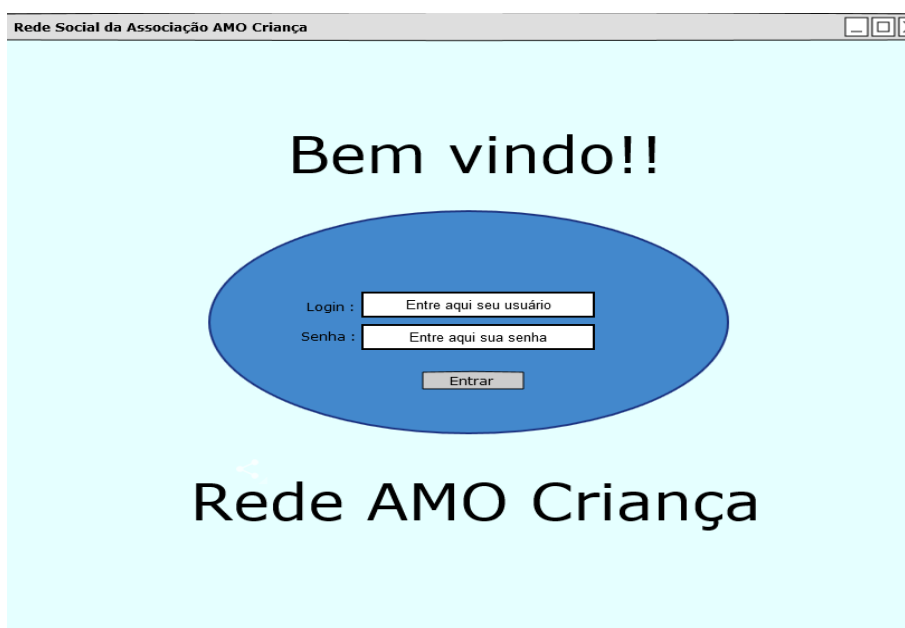 Rede Social da Associação AMO Criança
Bem vindo!!
Login : Entre aqui seu usuário
Senha : Entre aqui sua senha
Entrar
Rede AMO Criança